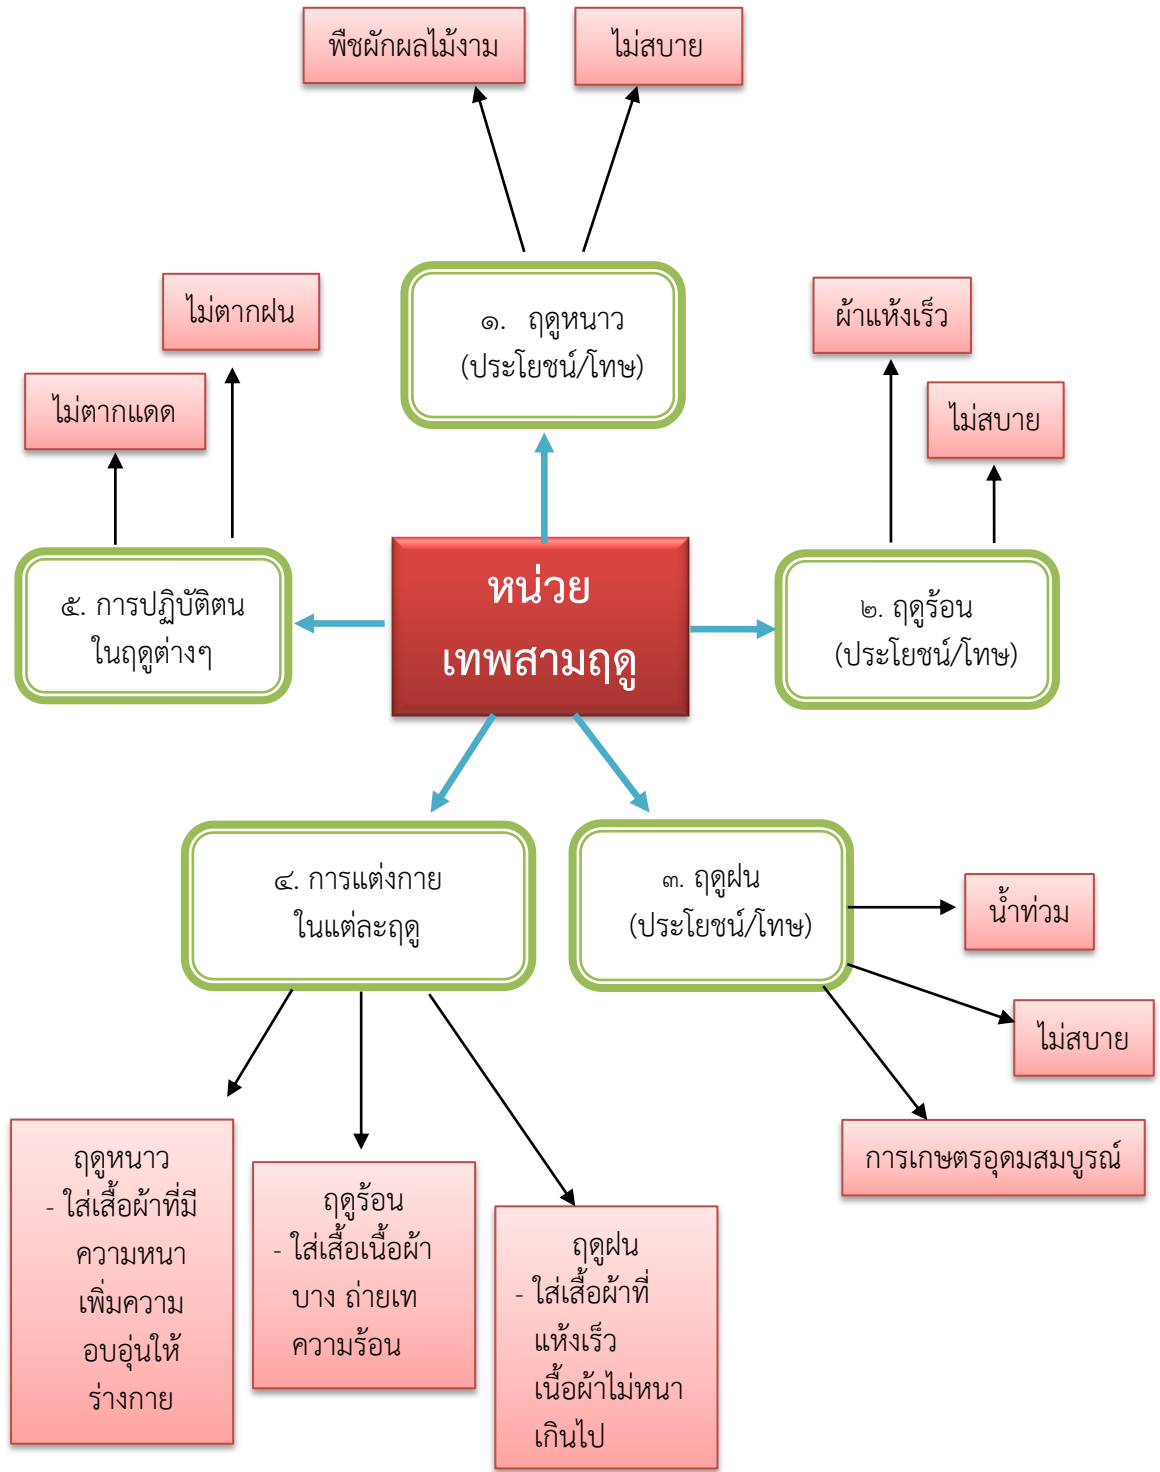 พืชผักผลไม้งาม
ไม่สบาย
๑. ฤดูหนาว
(ประโยชน์/โทษ)
ไม่ตากฝน
ไม่ตากแดด
ผ้าแห้งเร็ว
ไม่สบาย
หน่วย
เทพสามฤดู
๕. การปฏิบัติตน
ในฤดูต่างๆ
๒. ฤดูร้อน
(ประโยชน์/โทษ)
๔. การแต่งกาย
ในแต่ละฤดู
๓. ฤดูฝน
(ประโยชน์/โทษ)
น้ำท่วม
ไม่สบาย
การเกษตรอุดมสมบูรณ์
ฤดูหนาว
- ใส่เสื้อผ้าที่มี
ความหนา
เพิ่มความ
อบอุ่นให้
ร่างกาย
ฤดูร้อน
- ใส่เสื้อเนื้อผ้า
บาง ถ่ายเท
ความร้อน
ฤดูฝน
- ใส่เสื้อผ้าที่
แห้งเร็ว
เนื้อผ้าไม่หนา
เกินไป